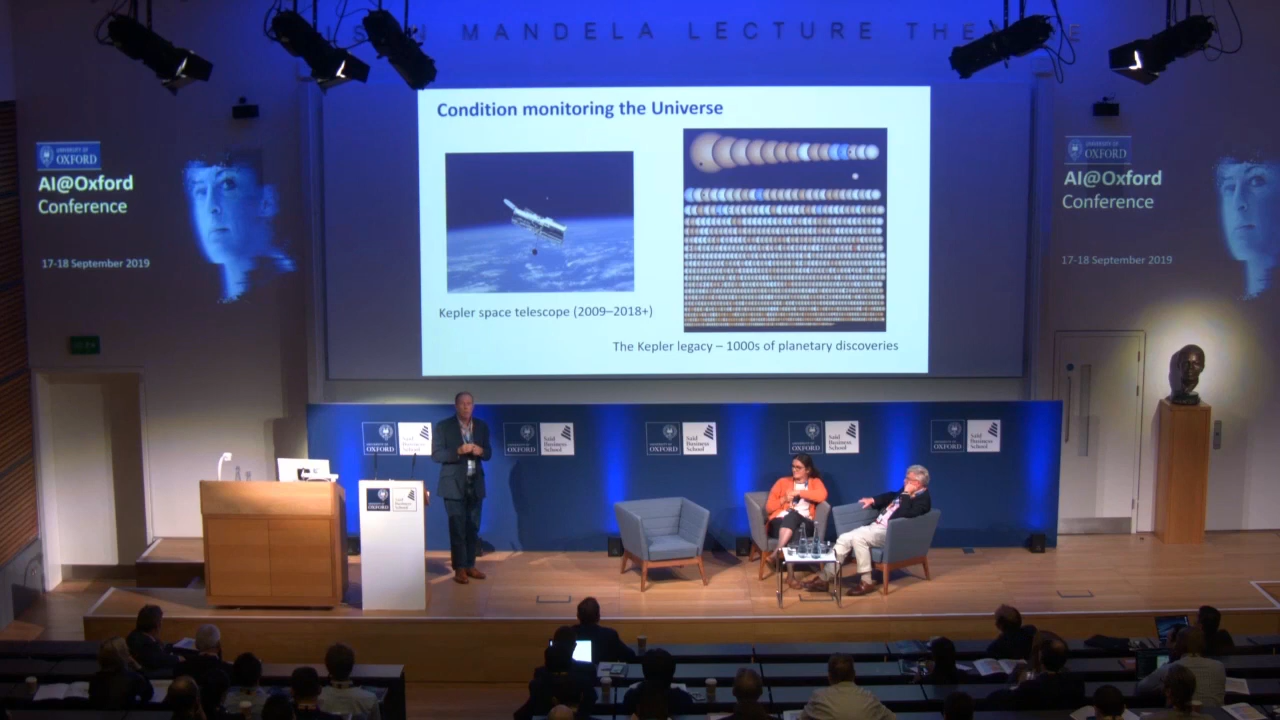 MANDELA LECTURE THE
Condition monitoring the Universe
Kepler space telescope (2009–2018+)
The Kepler legacy – 1000s of planetary discoveries
UNIVERSITY OF
OXFORD
AI@Oxford
Conference
17-18 September 2019
UNIVERSITY OF
OXFORD
AI@Oxford
Conference
17-18 September 2019
UNIVERSITY OF
OXFORD
Saïd
Business
School
UNIVERSITY OF
OXFORD
Saïd
Business
School
UNIVERSITY OF
OXFORD
Saïd
Business
School
UNIVERSITY OF
OXFORD
Saïd
Business
School
UNIVERSITY OF
OXFORD
Saïd
Business
School
UNIVERSITY OF
OXFORD
Saïd
Business
School